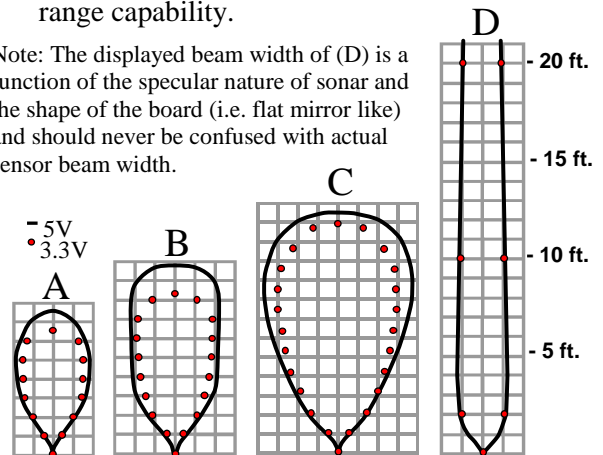 range capability.
Note: The displayed beam width of (D) is a
function of the specular nature of sonar and
the shape of the board (i.e. flat mirror like)
and should never be confused with actual
sensor beam width.
5V
3.3V
A
B
C
D
- 20 ft.
- 15 ft.
- 10 ft.
- 5 ft.